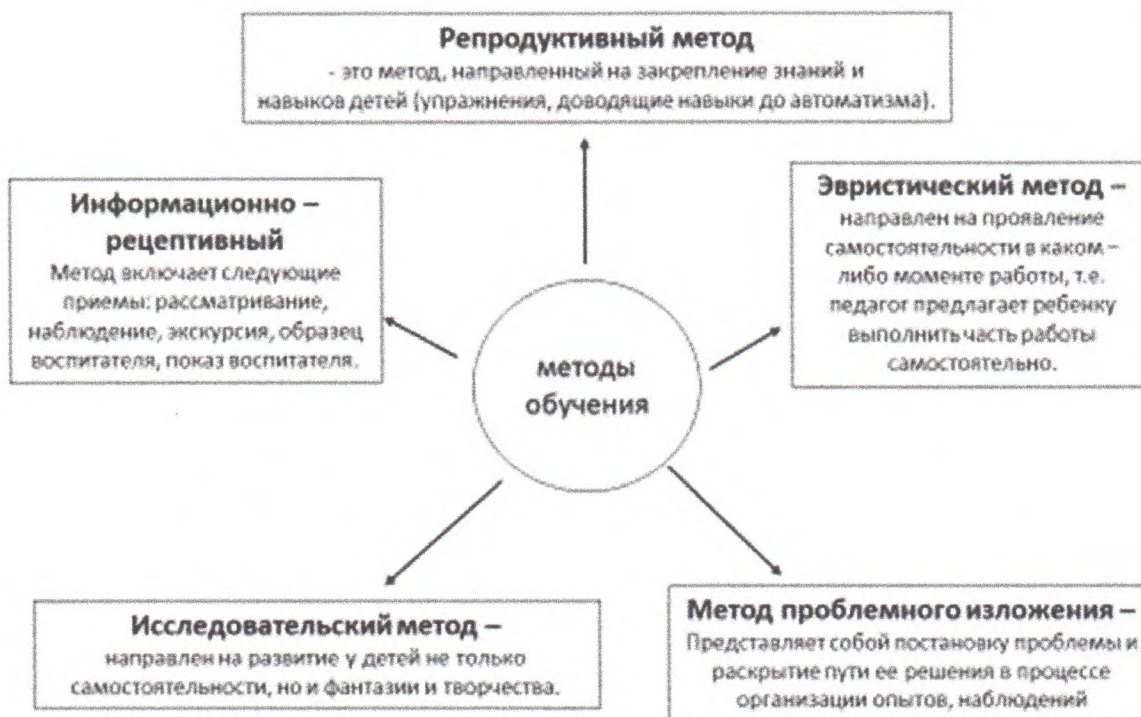 Репродуктивный метод
- это метод, направленный на закрепление знаний и
навыков детей (упражнения, доводящие навыки до автоматизма).
Информационно –
рецептивный
Метод включает следующие
приемы: рассматривание,
наблюдение, экскурсия, образец
воспитателя, показ воспитателя.
Эвристический метод –
направлен на проявление
самостоятельности в каком –
либо моменте работы, т.е.
педагог предлагает ребенку
выполнить часть работы
самостоятельно.
методы
обучения
Исследовательский метод –
направлен на развитие у детей не только
самостоятельности, но и фантазии и творчества.
Метод проблемного изложения –
Представляет собой постановку проблемы и
раскрытие пути ее решения в процессе
организации опытов, наблюдений